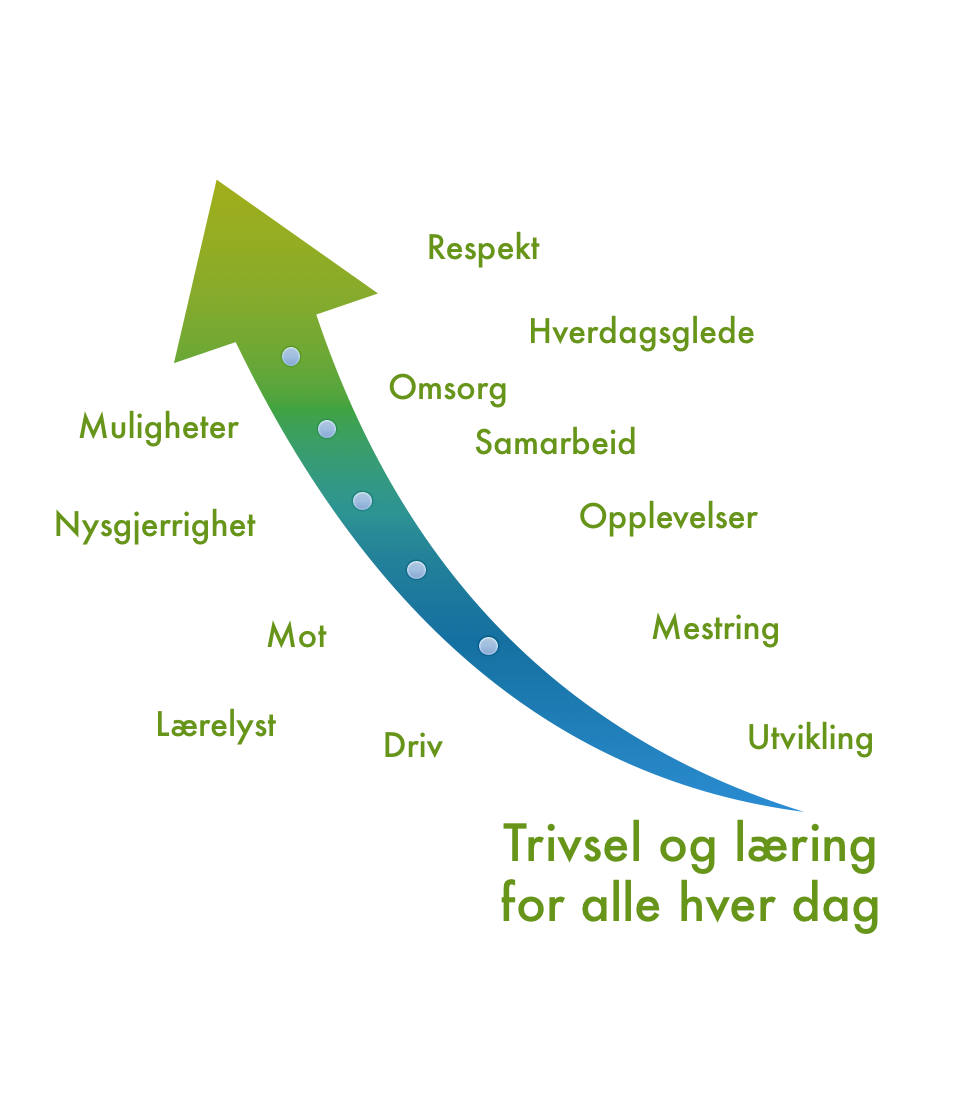 Respekt
Hverdagsglede
Omsorg
Muligheter
Samarbeid
Opplevelser
Nysgjerrighet
Mestring
Mot
Lærelyst
Utvikling
Driv
Trivsel og læring
for alle hver dag